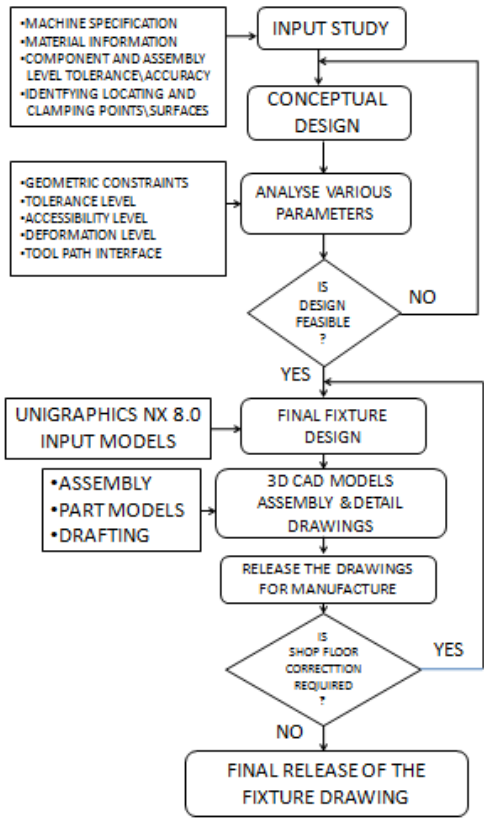 •MACHINE SPECIFICATION
•MATERIAL INFORMATION
•COMPONENT AND ASSEMBLY
LEVEL TOLERANCE\ACCURACY
•IDENTFYING LOCATING AND
CLAMPING POINTS\SURFACES
INPUT STUDY
CONCEPTUAL
DESIGN
•GEOMETRIC CONSTRAINTS
•TOLERANCE LEVEL
•ACCESSIBILITY LEVEL
•DEFORMATION LEVEL
•TOOL PATH INTERFACE
ANALYSE VARIOUS
PARAMETERS
IS
DESIGN
FEASIBLE
?
NO
YES
UNIGRAPHICS NX 8.0
INPUT MODELS
FINAL FIXTURE
DESIGN
•ASSEMBLY
•PART MODELS
•DRAFTING
3D CAD MODELS
ASSEMBLY &DETAIL
DRAWINGS
RELEASE THE DRAWINGS
FOR MANUFACTURE
IS
SHOP FLOOR
CORRECTTION
REQJUIRED
?
YES
NO
FINAL RELEASE OF THE
FIXTURE DRAWING